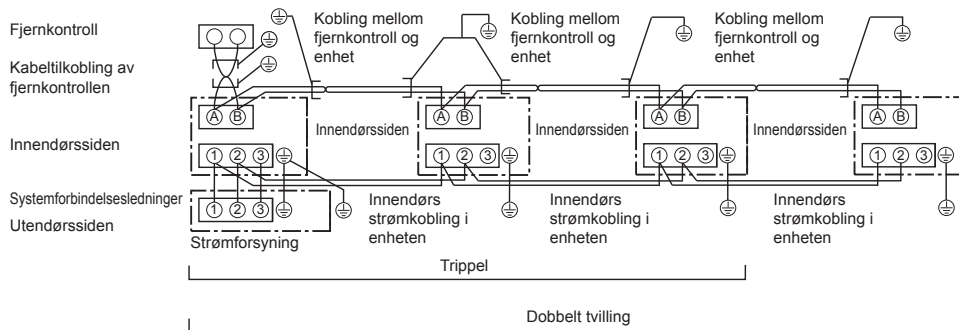 Fjernkontroll
Kobling mellom
fjernkontroll og
enhet
Kobling mellom
fjernkontroll og
enhet
Kobling mellom
fjernkontroll og
enhet
Kabeltilkobling av
fjernkontrollen
A B
A B
A B
A B
Innendørssiden
Innendørssiden
Innendørssiden
Innendørssiden
1 2 3
1 2 3
1 2 3
1 2 3
Systemforbindelsesledninger
1 2 3
Utendørssiden
Strømforsyning
Innendørs
strømkobling i
enheten
Innendørs
strømkobling i
enheten
Innendørs
strømkobling i
enheten
Trippel
Dobbelt tvilling